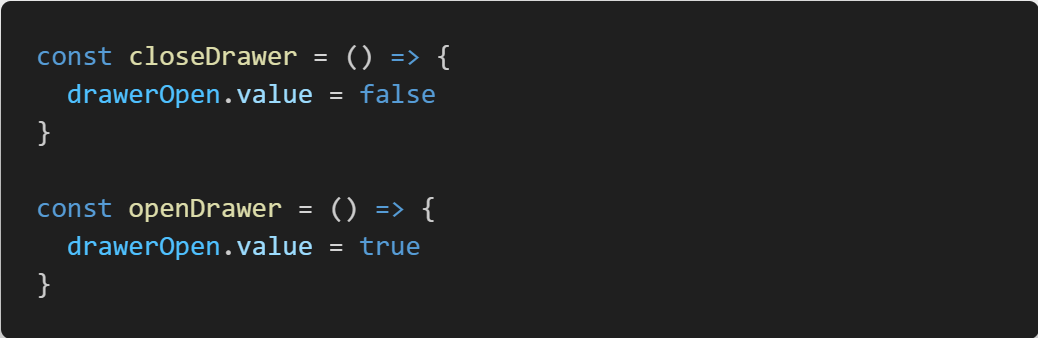 const closeDrawer = () => {
  drawerOpen.value = false
}

const openDrawer = () => {
  drawerOpen.value = true
}